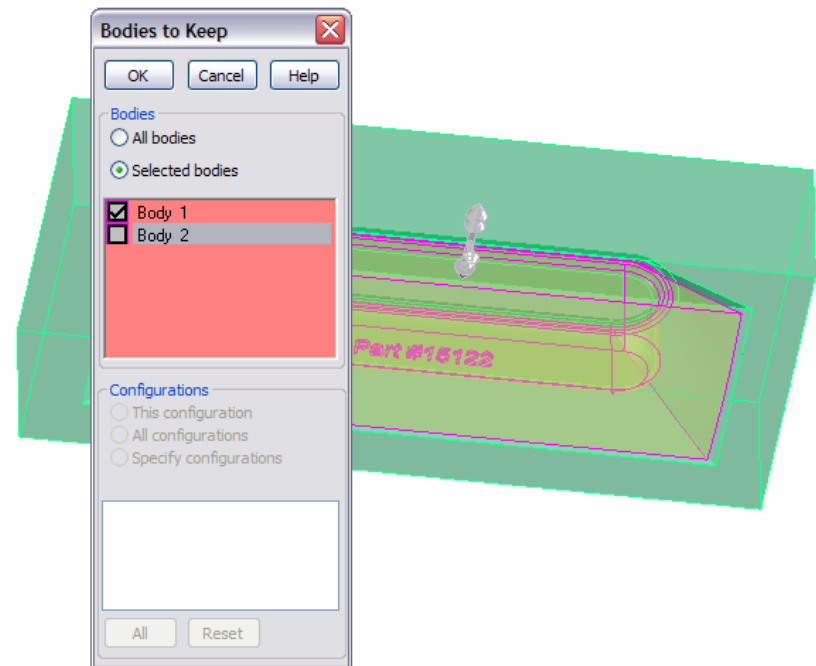 Bodies to Keep
OK Cancel Help
Bodies
All bodies
Selected bodies
Body 1
Body 2
Part #15122
Configurations
This configuration
All configurations
Specify configurations
All Reset